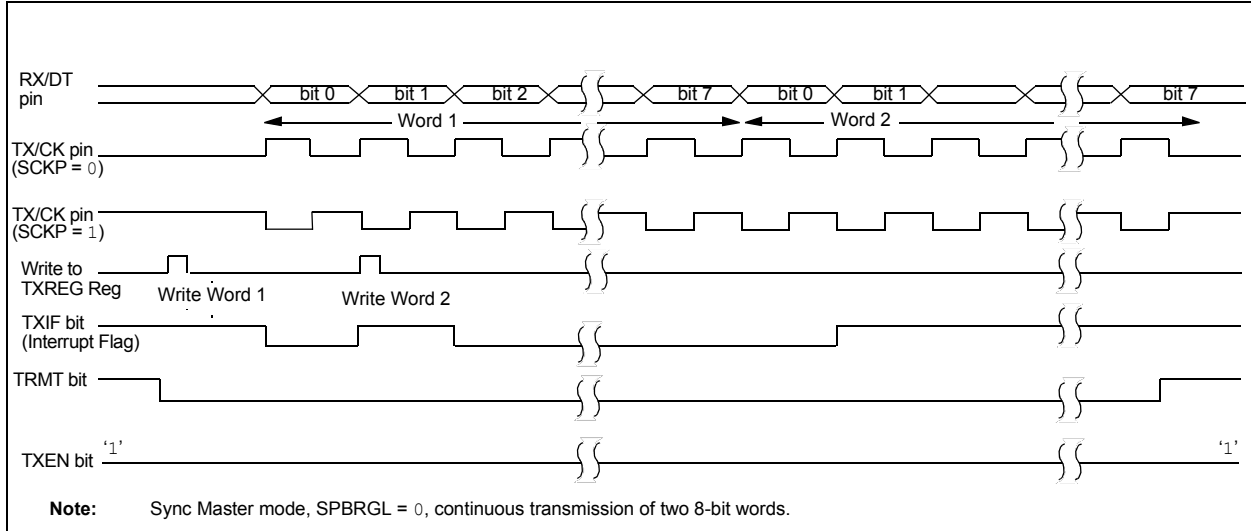 RX/DT
pin
bit 0 bit 1 bit 2 bit 7 bit 0 bit 1 bit 7
Word 1 Word 2
TX/CK pin
(SCKP = 0)
TX/CK pin
(SCKP = 1)
Write to
TXREG Reg
Write Word 1 Write Word 2
TXIF bit
(Interrupt Flag)
TRMT bit
TXEN bit ‘1’ ‘1’
Note: Sync Master mode, SPBRGL = 0, continuous transmission of two 8-bit words.